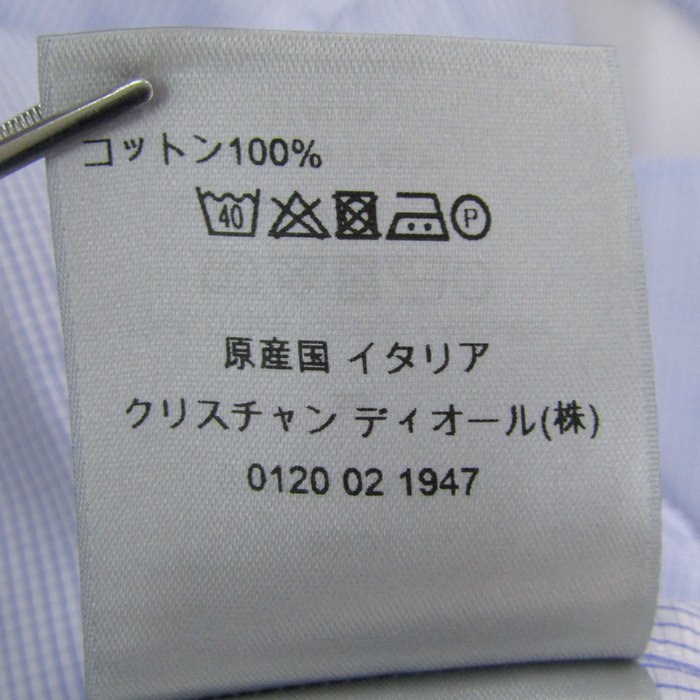 コットン100%
40 P
原産国 イタリア
クリスチャン ディオール(株)
0120 02 1947